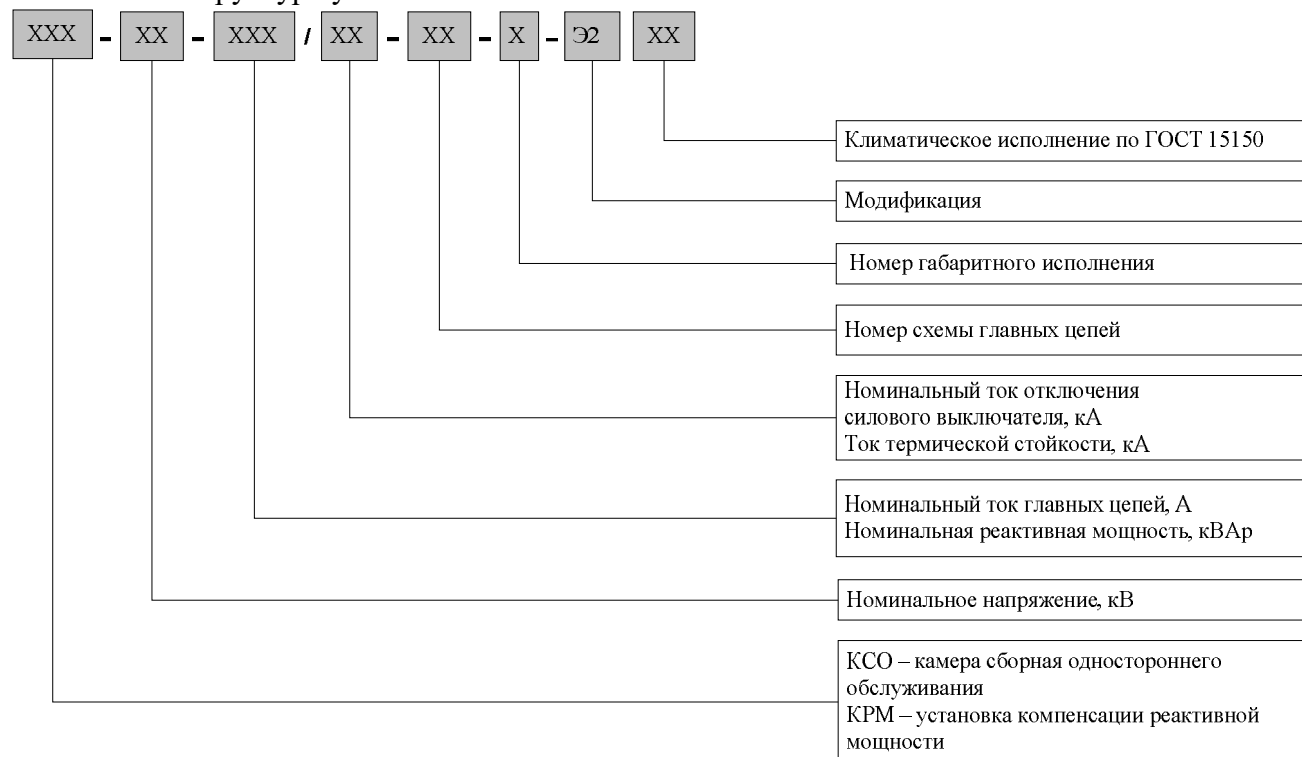 XXX - XX - XXX / XX - XX - X - Э2 XX
Климатическое исполнение по ГОСТ 15150
Модификация
Номер габаритного исполнения
Номер схемы главных цепей
Номинальный ток отключения
силового выключателя, кА
Ток термической стойкости, кА
Номинальный ток главных цепей, А
Номинальная реактивная мощность, кВАр
Номинальное напряжение, кВ
КСО – камера сборная одностороннего
обслуживания
КРМ – установка компенсации реактивной
мощности